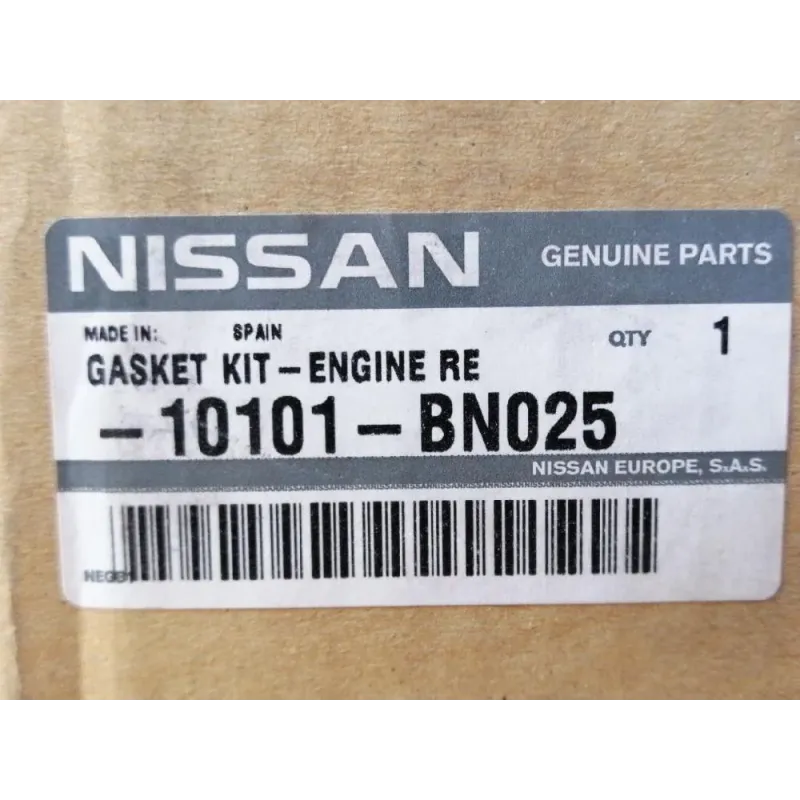 NISSAN GENUINE PARTS
MADE IN: SPAIN QTY 1
GASKET KIT-ENGINE RE
-10101-BN025
NISSAN EUROPE, S.A.S.